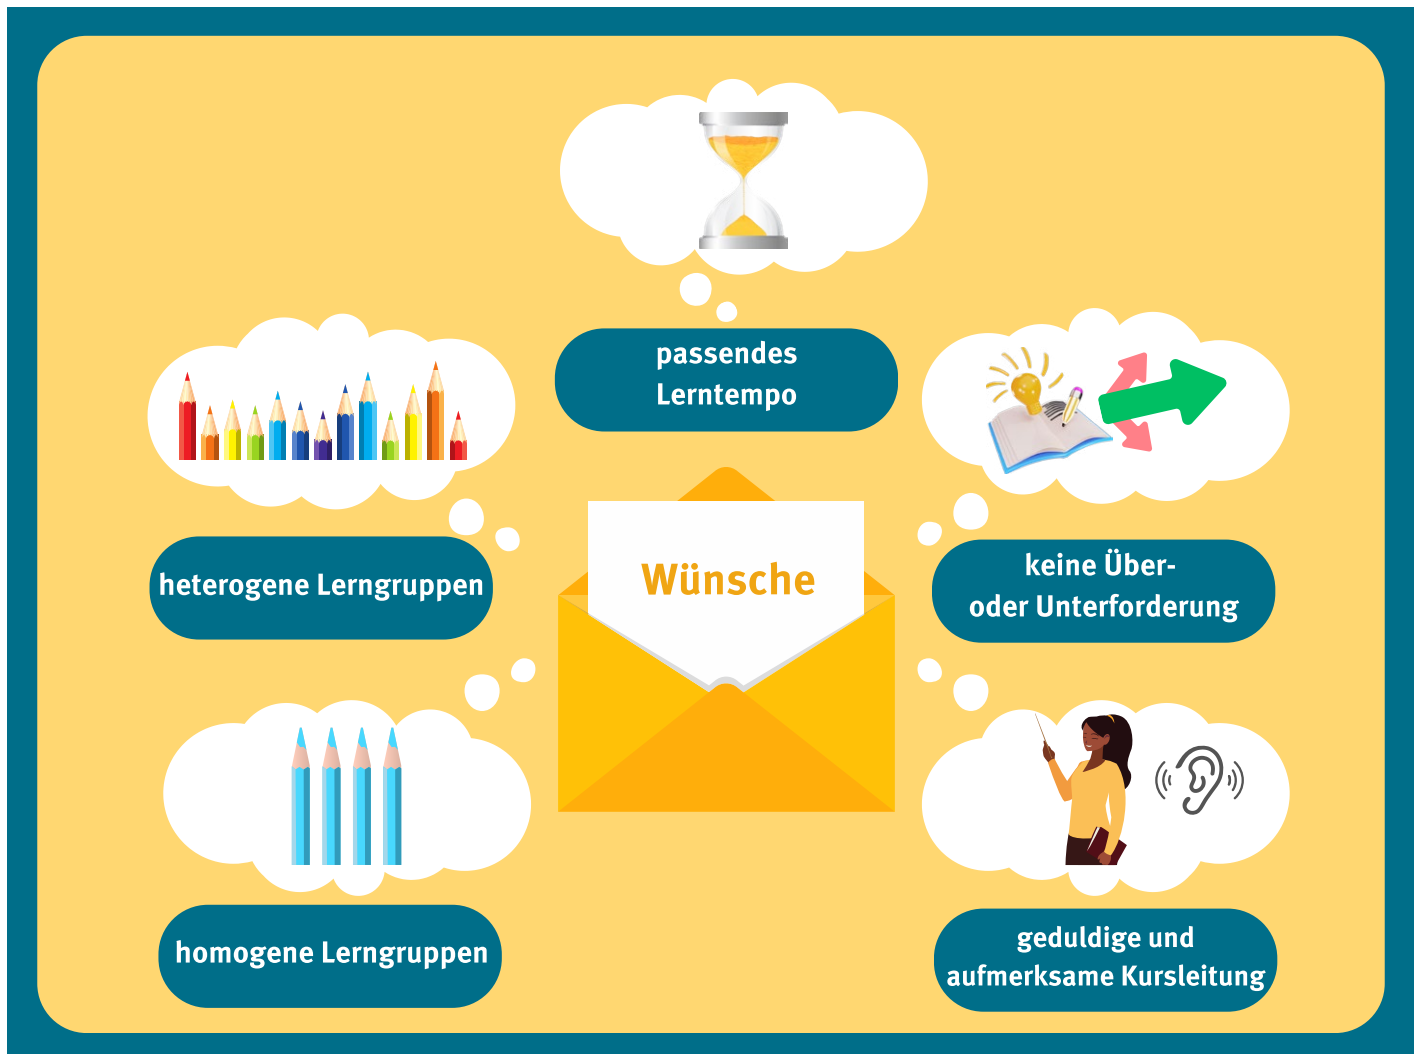 passendes
Lerntempo
heterogene Lerngruppen
Wünsche
keine Über-
oder Unterforderung
homogene Lerngruppen
geduldige und
aufmerksame Kursleitung